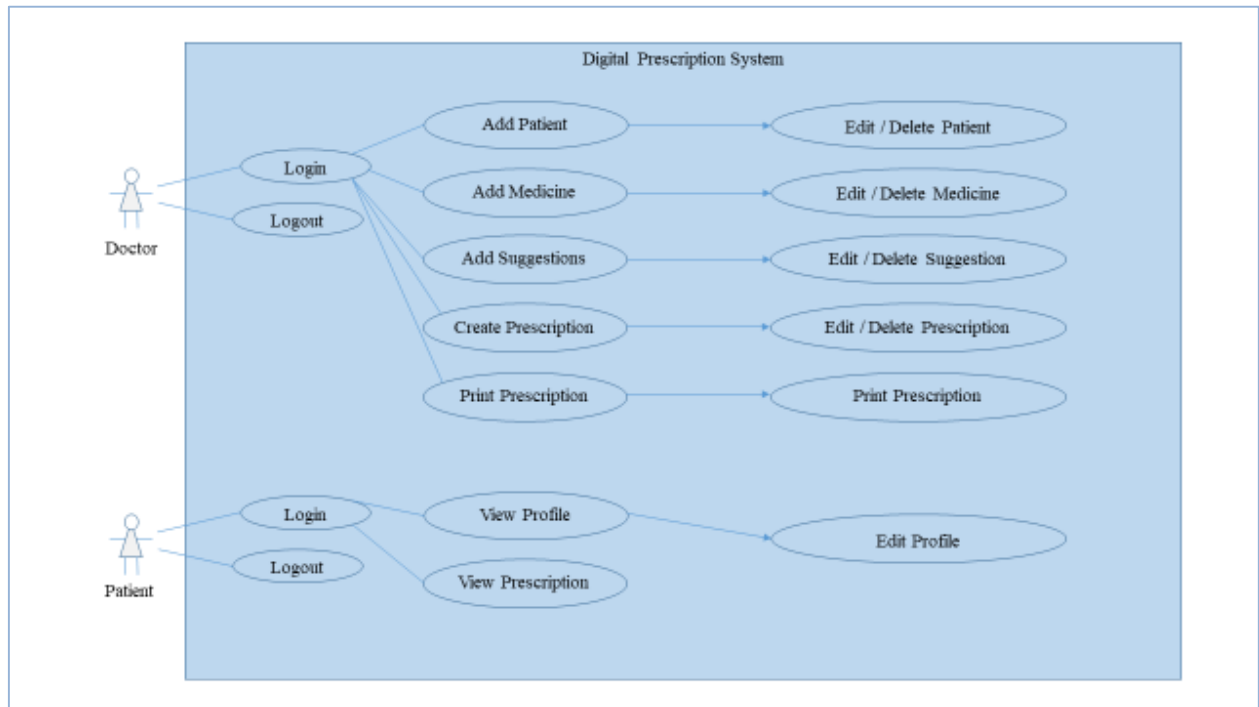 Digital Prescription System
Add Patient
Edit / Delete Patient
Login
Add Medicine
Edit / Delete Medicine
Logout
Doctor
Add Suggestions
Edit / Delete Suggestion
Create Prescription
Edit / Delete Prescription
Print Prescription
Print Prescription
Login
View Profile
Edit Profile
Logout
View Prescription
Patient